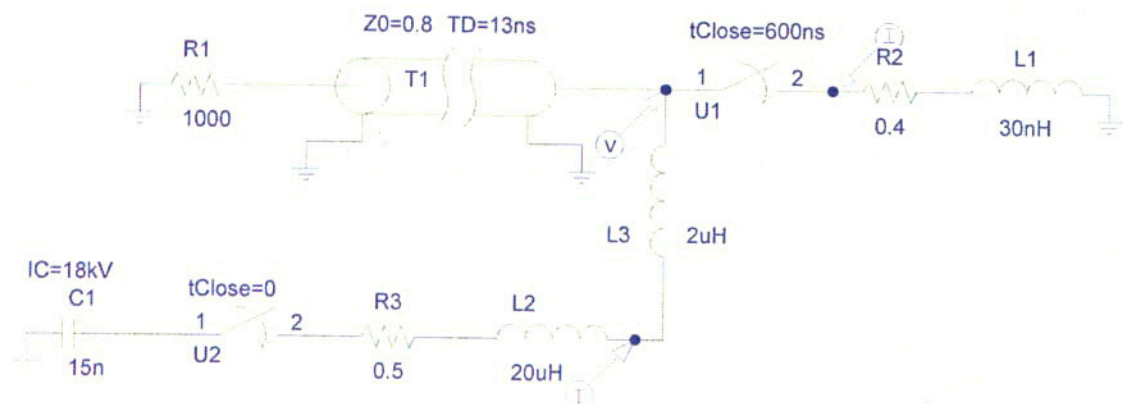 Z0=0.8 TD=13ns
tClose=600ns
I
R1
T1
R2
L1
1
2
U1
1000
0.4
30nH
V
L3
2uH
IC=18kV
C1
tClose=0
R3
L2
1
2
U2
15n
0.5
20uH
I